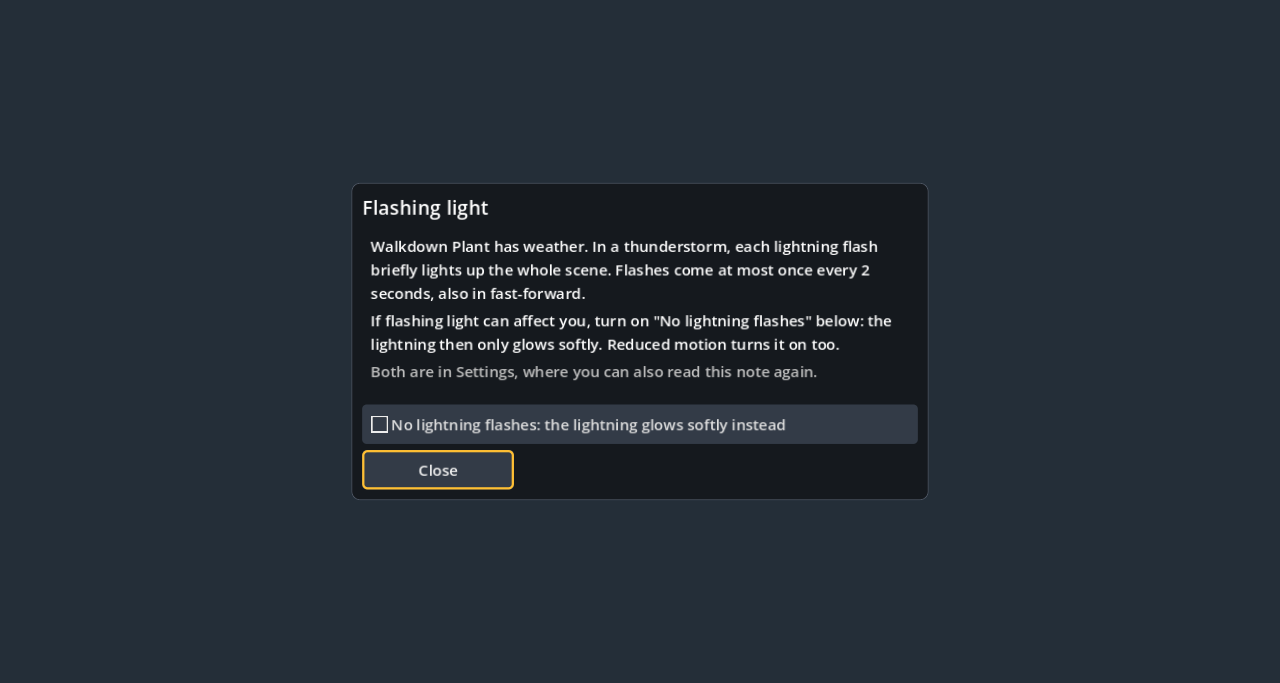 Flashing light
Walkdown Plant has weather. In a thunderstorm, each lightning flash
briefly lights up the whole scene. Flashes come at most once every 2
seconds, also in fast-forward.
If flashing light can affect you, turn on "No lightning flashes" below: the
lightning then only glows softly. Reduced motion turns it on too.
Both are in Settings, where you can also read this note again.
No lightning flashes: the lightning glows softly instead
Close